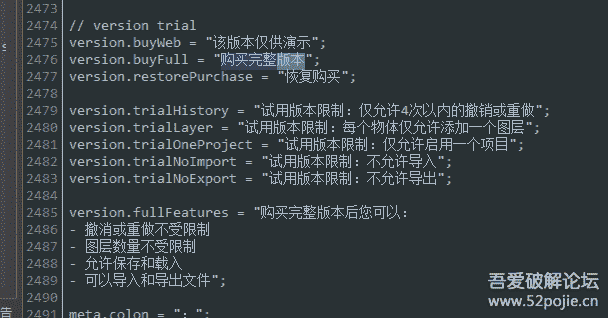 2473
2474 // version trial
2475 version.buyWeb = "该版本仅供演示";
2476 version.buyFull = "购买完整版本";
2477 version.restorePurchase = "恢复购买";
2478
2479 version.trialHistory = "试用版本限制：仅允许4次以内的撤销或重做";
2480 version.trialLayer = "试用版本限制：每个物体仅允许添加一个图层";
2481 version.trialOneProject = "试用版本限制：仅允许启用一个项目";
2482 version.trialNoImport = "试用版本限制：不允许导入";
2483 version.trialNoExport = "试用版本限制：不允许导出";
2484
2485 version.fullFeatures = "购买完整版本后您可以：
2486 - 撤消或重做不受限制
2487 - 图层数量不受限制
2488 - 允许保存和载入
2489 - 可以导入和导出文件";
2490
2491 meta.colon = "：";
告
吾爱破解论坛
www.52pojie.cn